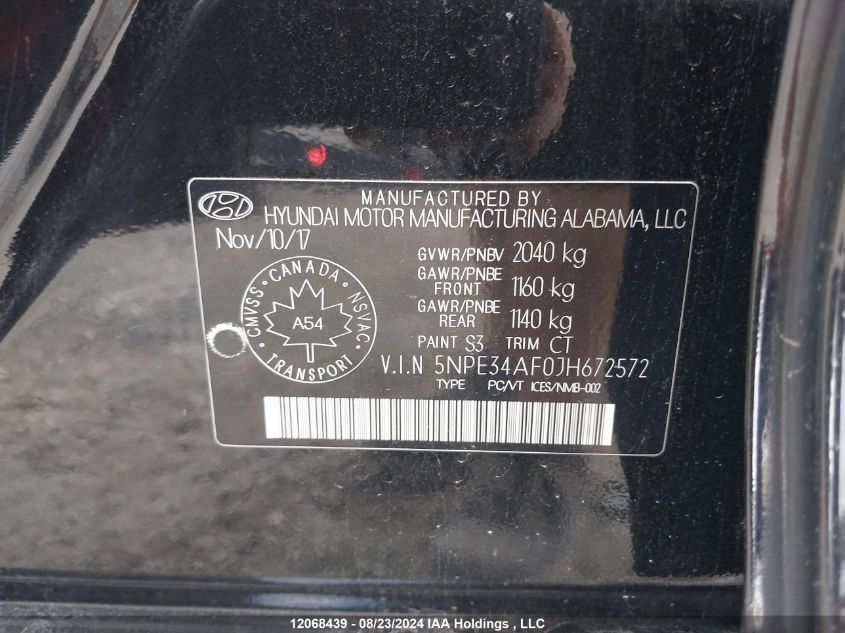 MANUFACTURED BY
HYUNDAI MOTOR MANUFACTURING ALABAMA, LLC
Nov/10/17
GVWR/PNBV 2040 kg
GAWR/PNBE
FRONT 1160 kg
GAWR/PNBE
REAR 1140 kg
PAINT S3 TRIM CT
CANADA · NSVAC · TRANSPORT · CMVSS ·
A54
V.I.N 5NPE34AF0JH672572
TYPE PC/VT ICES/NMB-002
12068439 - 08/23/2024 IAA Holdings , LLC